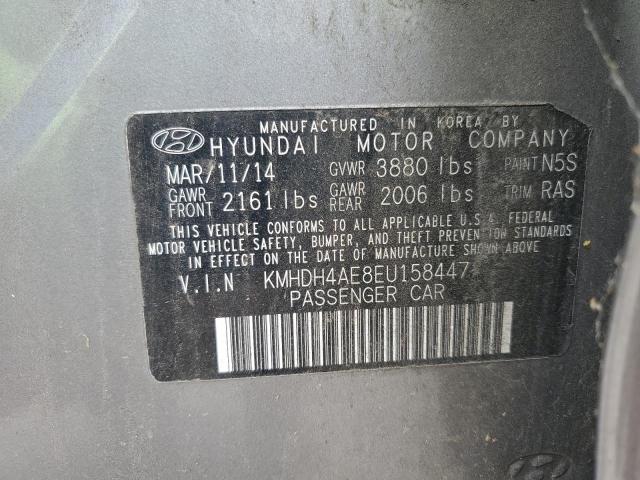 MANUFACTURED IN KOREA BY
HYUNDAI MOTOR COMPANY
MAR/11/14 GVWR 3880 lbs PAINT N5S
GAWR FRONT 2161 lbs GAWR REAR 2006 lbs TRIM RAS
THIS VEHICLE CONFORMS TO ALL APPLICABLE U.S.A. FEDERAL
MOTOR VEHICLE SAFETY, BUMPER, AND THEFT PREVENTION STANDARDS
IN EFFECT ON THE DATE OF MANUFACTURE SHOWN ABOVE.
V.I.N KMHDH4AE8EU158447
PASSENGER CAR